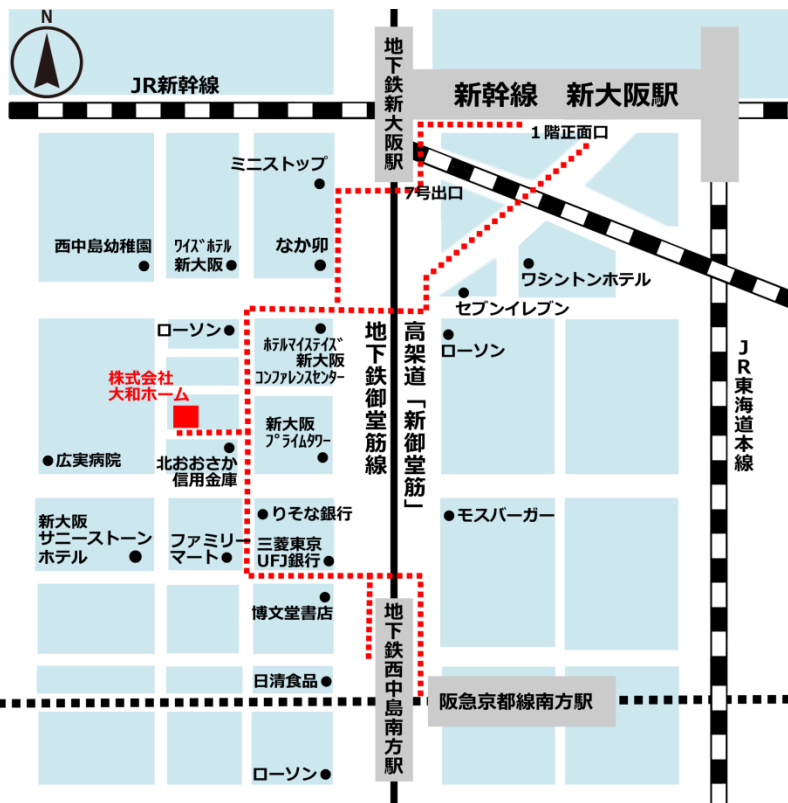 N
JR新幹線
地下鉄新大阪駅
新幹線 新大阪駅
1階正面口
ミニストップ
7号出口
西中島幼稚園
ワイズホテル
新大阪
なか卯
ワシントンホテル
セブンイレブン
ローソン
ホテルマイステイズ
新大阪
コンファレンスセンター
地下鉄御堂筋線
高架道「新御堂筋」
ローソン
JR東海道本線
株式会社
大和ホーム
新大阪
プライムタワー
広実病院
北おおさか
信用金庫
りそな銀行
モスバーガー
新大阪
サニーストーン
ホテル
ファミリー
マート
三菱東京
UFJ銀行
博文堂書店
地下鉄西中島南方駅
日清食品
阪急京都線南方駅
ローソン